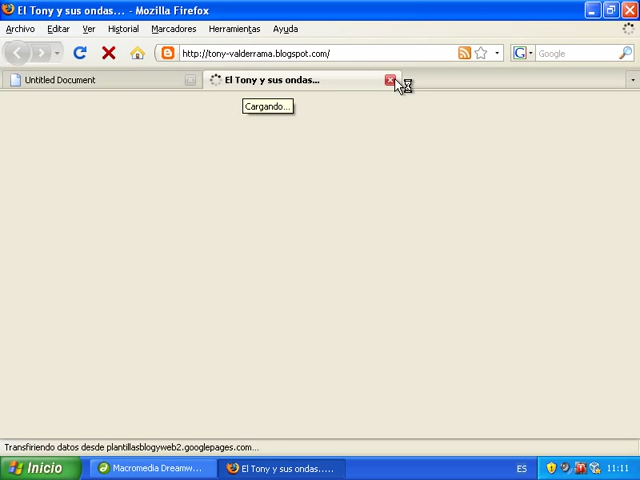 El Tony y sus ondas... - Mozilla Firefox
Archivo Editar Ver Historial Marcadores Herramientas Ayuda
http://tony-valderrama.blogspot.com/ G Google
Untitled Document El Tony y sus ondas...
Cargando...
Transfiriendo datos desde plantillasblogyweb2.googlepages.com...
Inicio Macromedia Dreamw... El Tony y sus ondas..... ES 11:11